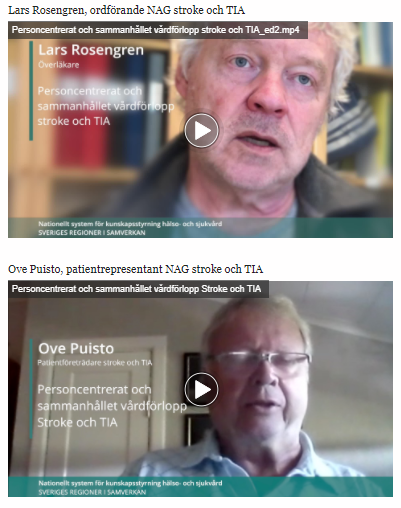 Lars Rosengren, ordförande NAG stroke och TIA
Personcentrerat och sammanhållet vårdförlopp stroke och TIA_ed2.mp4
Lars Rosengren
Överläkare
Personcentrerat och
sammanhållet vårdförlopp
stroke och TIA
Nationellt system för kunskapsstyrning hälso- och sjukvård
SVERIGES REGIONER I SAMVERKAN
Ove Puisto, patientrepresentant NAG stroke och TIA
Personcentrerat och sammanhållet vårdförlopp Stroke och TIA
Ove Puisto
Patientföreträdare stroke och TIA
Personcentrerat och
sammanhållet vårdförlopp
Stroke och TIA
Nationellt system för kunskapsstyrning hälso- och sjukvård
SVERIGES REGIONER I SAMVERKAN